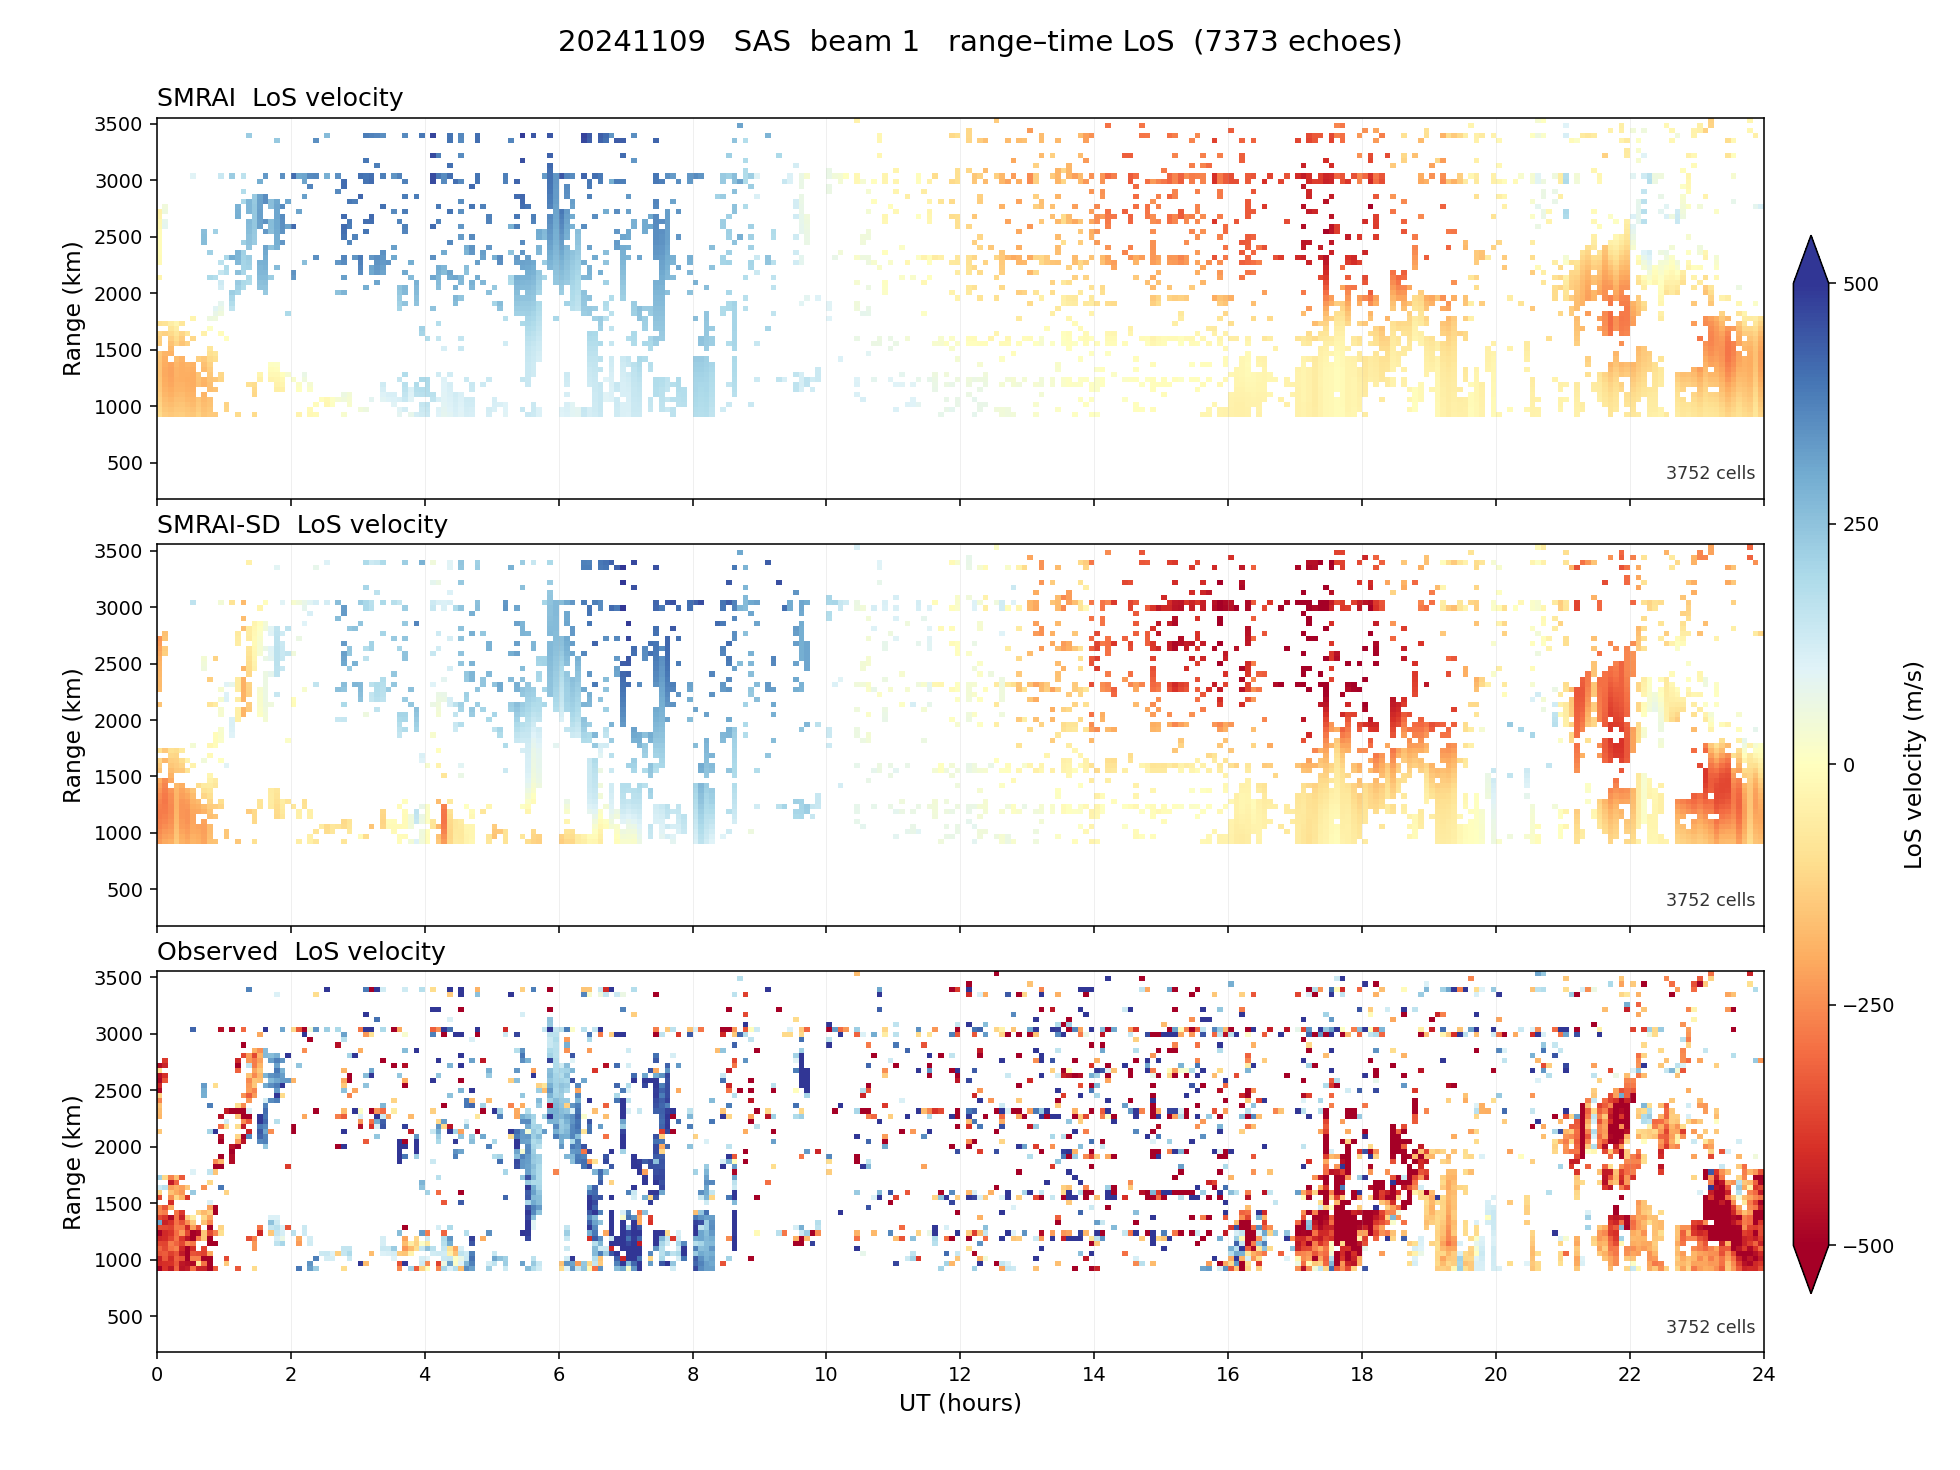 20241109   SAS  beam 1   range–time LoS  (7373 echoes)
SMRAI  LoS velocity
3500
3000
2500
2000
1500
1000
500
Range (km)
3752 cells
SMRAI-SD  LoS velocity
3500
3000
2500
2000
1500
1000
500
Range (km)
3752 cells
Observed  LoS velocity
3500
3000
2500
2000
1500
1000
500
Range (km)
3752 cells
0 2 4 6 8 10 12 14 16 18 20 22 24
UT (hours)
500
250
0
−250
−500
LoS velocity (m/s)